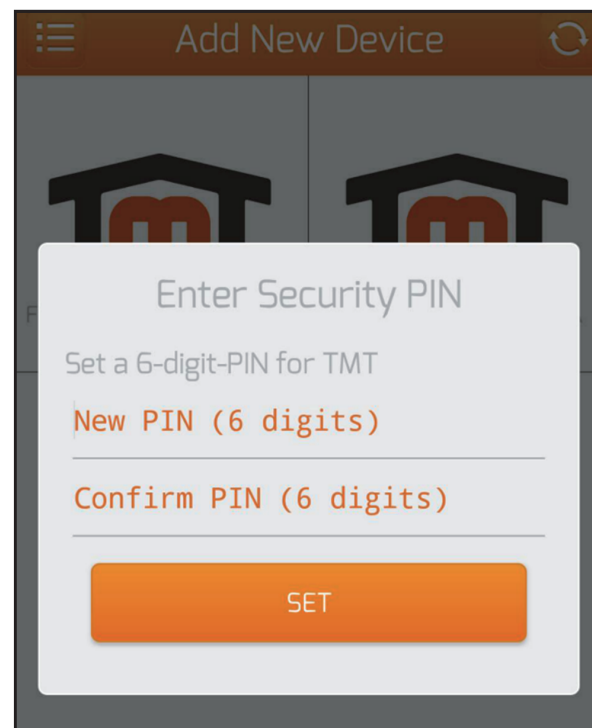 Add New Device
Enter Security PIN
Set a 6-digit-PIN for TMT
New PIN (6 digits)
Confirm PIN (6 digits)
SET